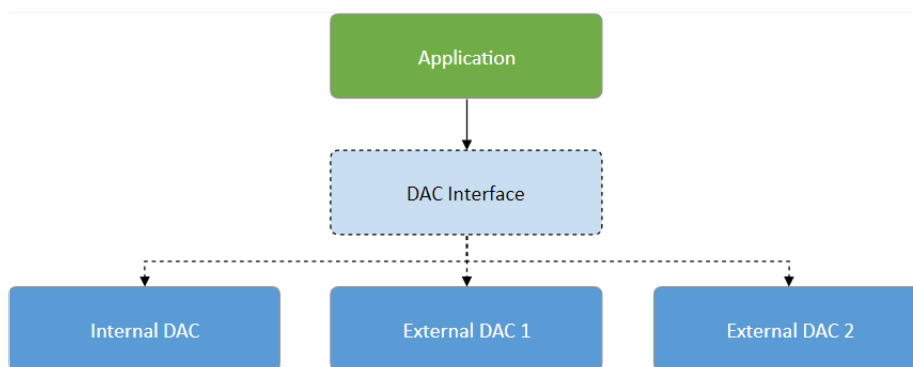 Application
DAC Interface
Internal DAC
External DAC 1
External DAC 2